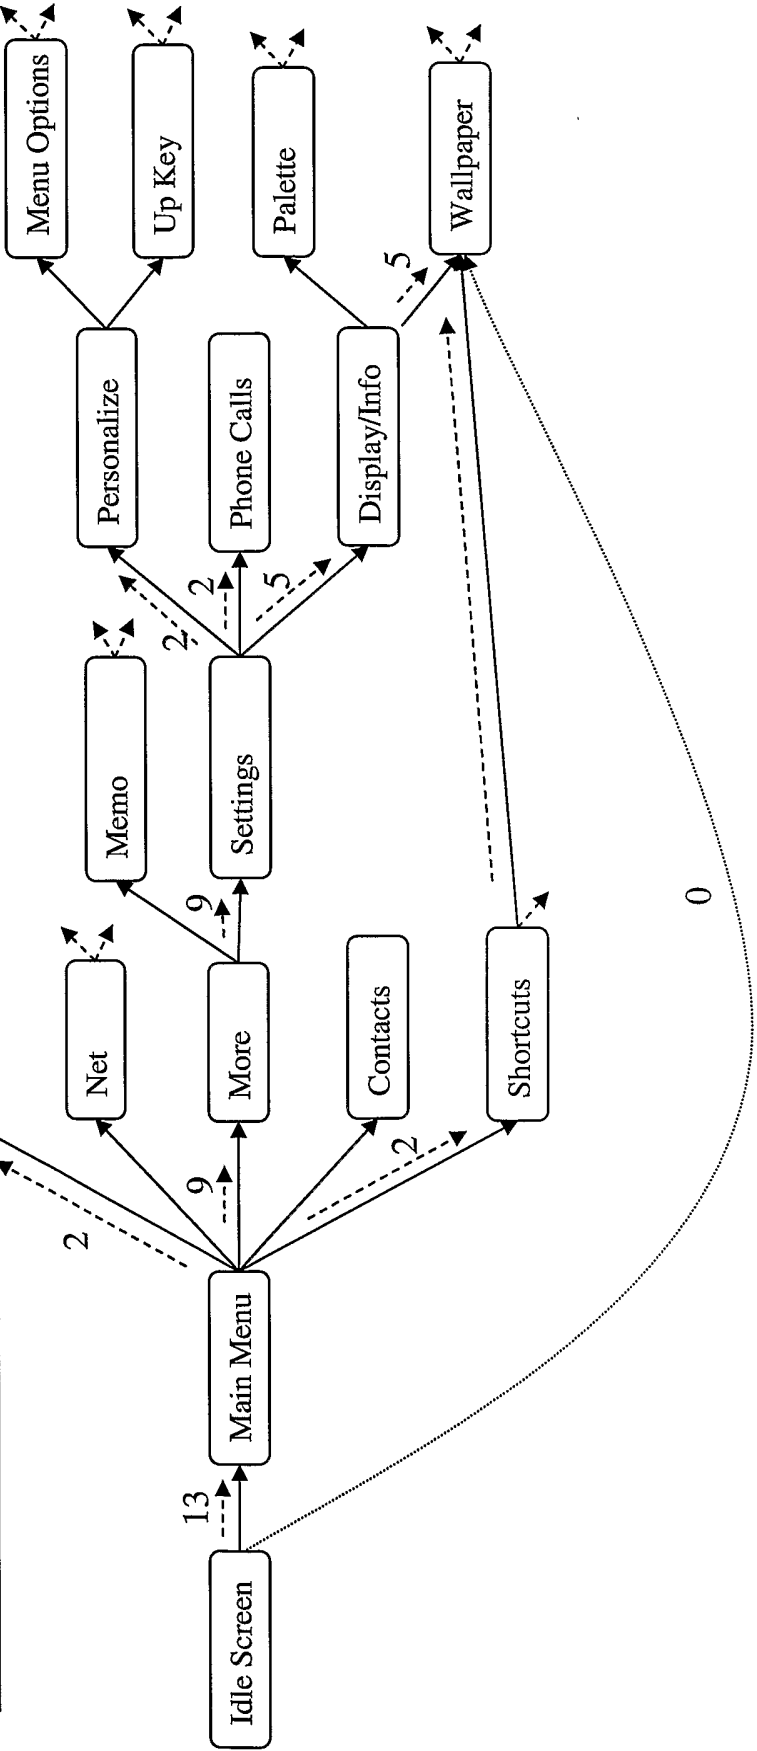 Idle Screen
13
Main Menu
2
9
2
Net
More
Contacts
Shortcuts
9
Memo
Settings
2
2
5
Personalize
Phone Calls
Display/Info
5
Menu Options
Up Key
Palette
Wallpaper
0